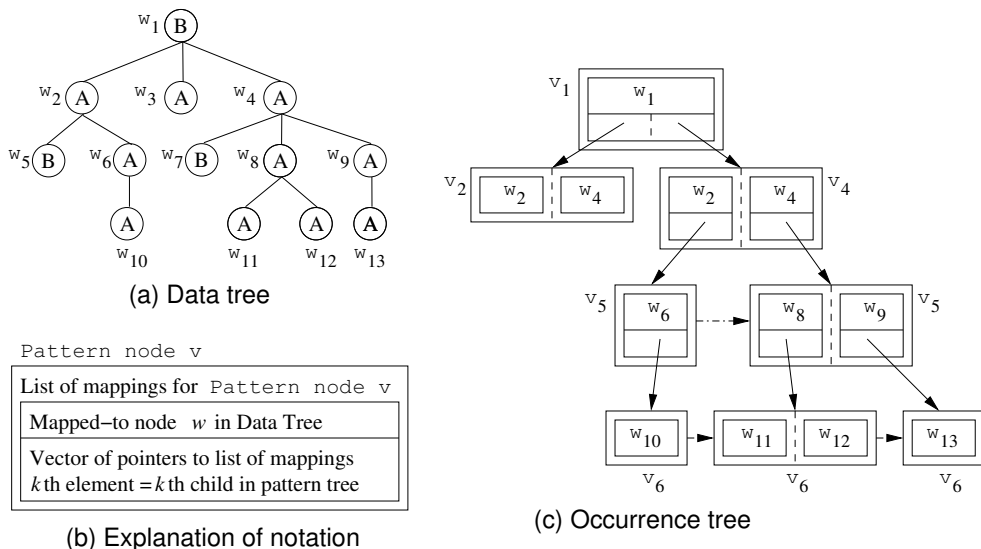 w1 B
w2 A w3 A w4 A
w5 B w6 A w7 B w8 A w9 A
A A A A
w10 w11 w12 w13
(a) Data tree
Pattern node v
List of mappings for Pattern node v
Mapped–to node w in Data Tree
Vector of pointers to list of mappings
kth element = kth child in pattern tree
(b) Explanation of notation
v1 w1
v2 w2 w4 w2 w4 v4
v5 w6 w8 w9 v5
w10 w11 w12 w13
v6 v6 v6
(c) Occurrence tree